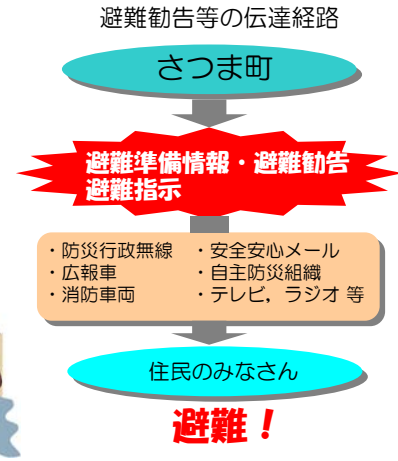 避難勧告等の伝達経路
さつま町
避難準備情報・避難勧告
避難指示
・防災行政無線 ・安全安心メール
・広報車 ・自主防災組織
・消防車両 ・テレビ，ラジオ 等
住民のみなさん
避難！